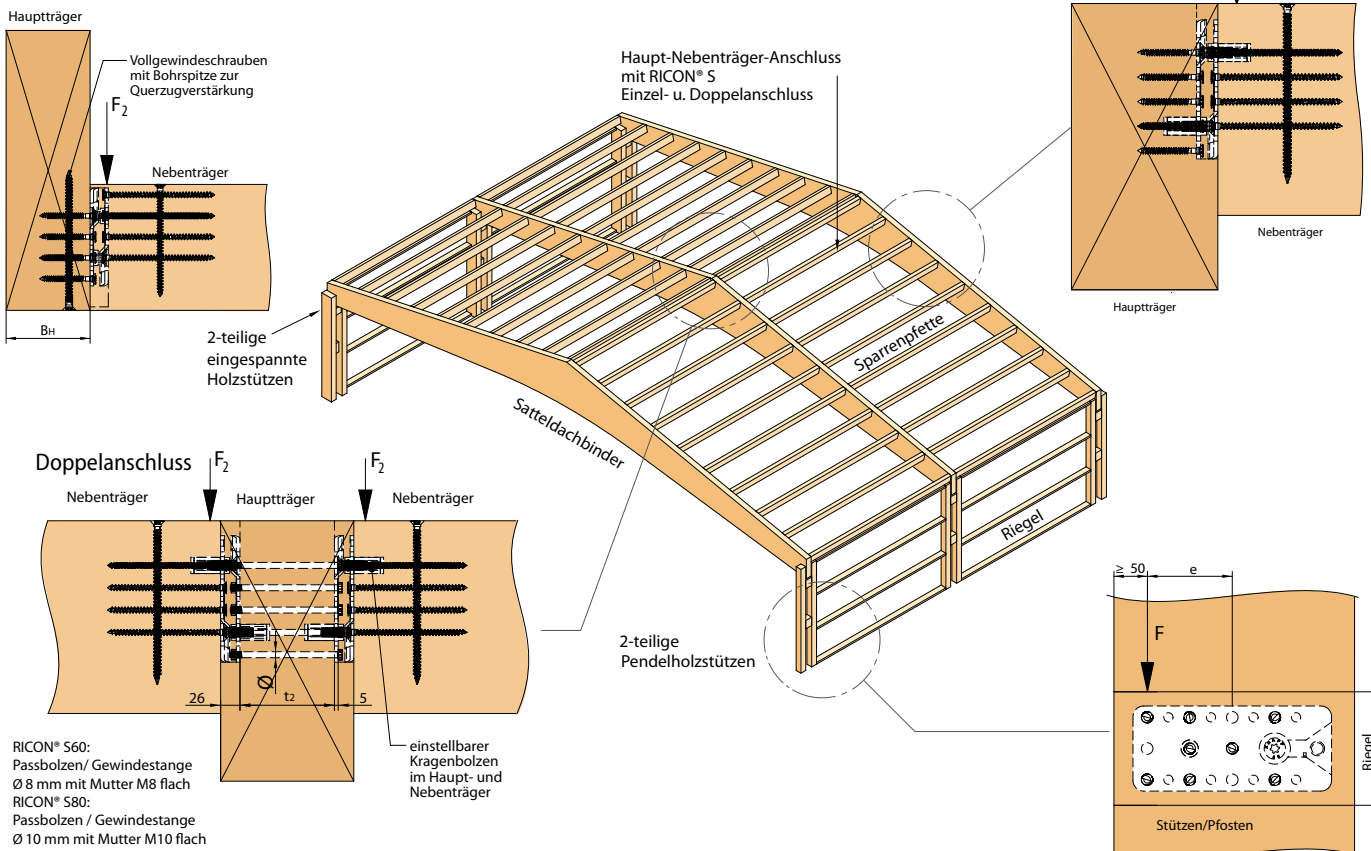 Hauptträger
Vollgewindeschrauben
mit Bohrspitze zur
Querzugverstärkung
F2
Nebenträger
BH
Haupt-Nebenträger-Anschluss
mit RICON® S
Einzel- u. Doppelanschluss
Nebenträger
Hauptträger
2-teilige
eingespannte
Holzstützen
Sparrenpfette
Satteldachbinder
Riegel
2-teilige
Pendelholzstützen
Doppelanschluss
F2
F2
Nebenträger
Hauptträger
Nebenträger
26
Ø
t2
5
einstellbarer
Kragenbolzen
im Haupt- und
Nebenträger
RICON® S60:
Passbolzen/ Gewindestange
Ø 8 mm mit Mutter M8 flach
RICON® S80:
Passbolzen / Gewindestange
Ø 10 mm mit Mutter M10 flach
≥ 50
e
F
Riegel
Stützen/Pfosten